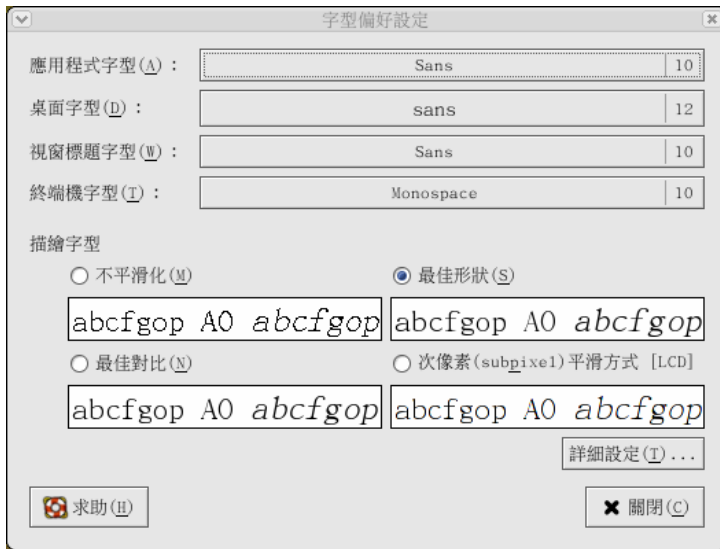 字型偏好設定
應用程式字型(A)： Sans 10
桌面字型(D)： sans 12
視窗標題字型(W)： Sans 10
終端機字型(T)： Monospace 10
描繪字型
不平滑化(M) 最佳形狀(S)
abcfgop AO abcfgop abcfgop AO abcfgop
最佳對比(N) 次像素(subpixel)平滑方式 [LCD]
abcfgop AO abcfgop abcfgop AO abcfgop
詳細設定(T)...
求助(H) 關閉(C)